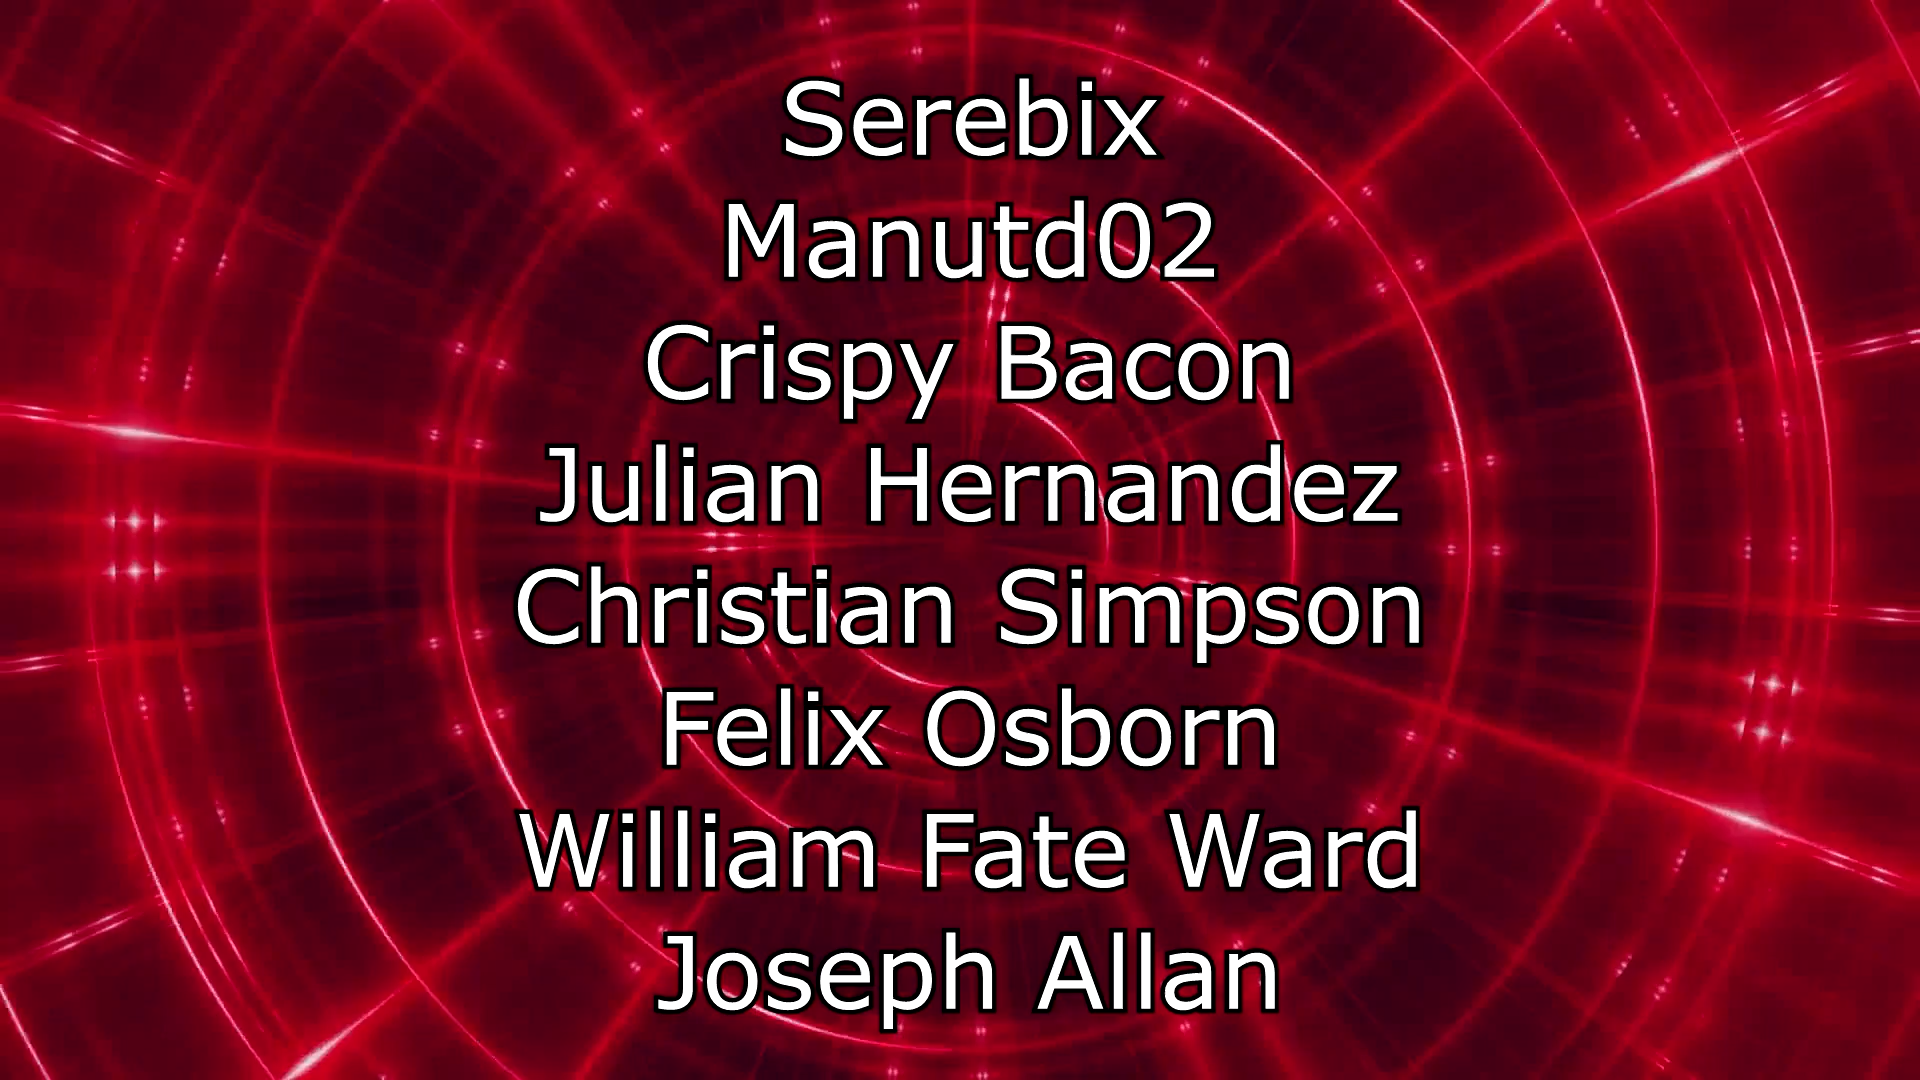 Serebix
Manutd02
Crispy Bacon
Julian Hernandez
Christian Simpson
Felix Osborn
William Fate Ward
Joseph Allan